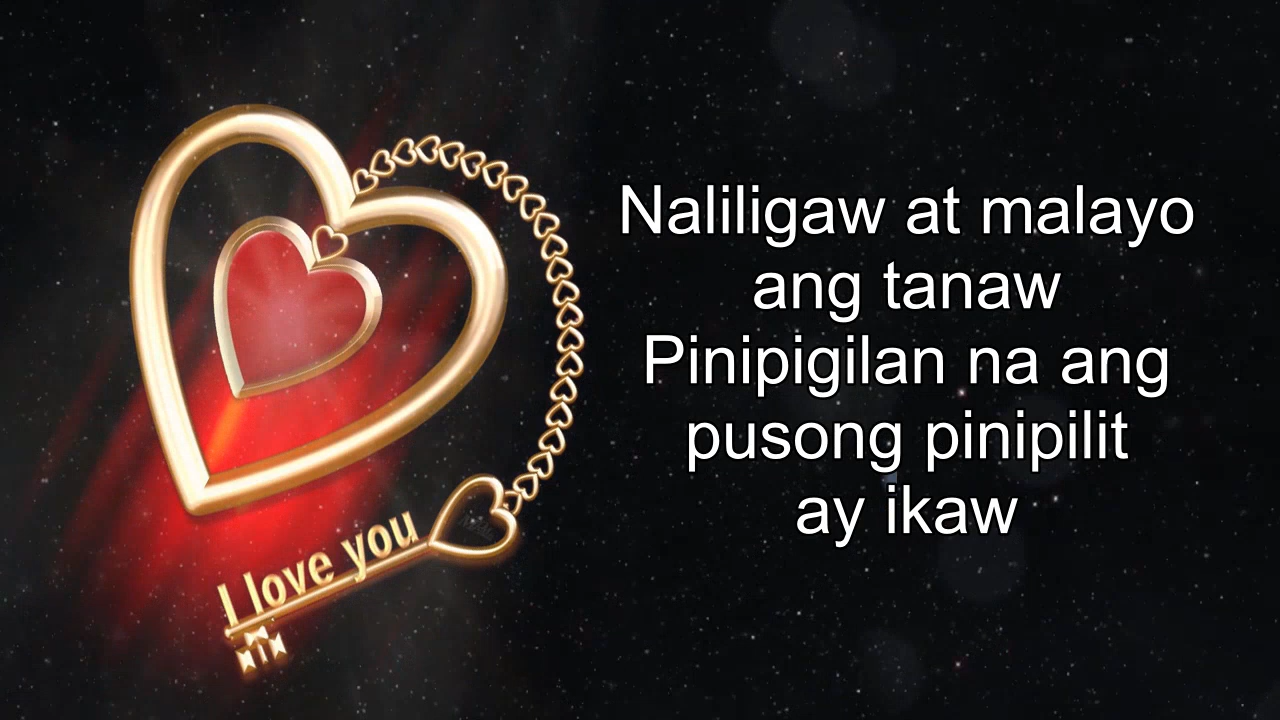 Naliligaw at malayo
ang tanaw
Pinipigilan na ang
pusong pinipilit
ay ikaw
I love you